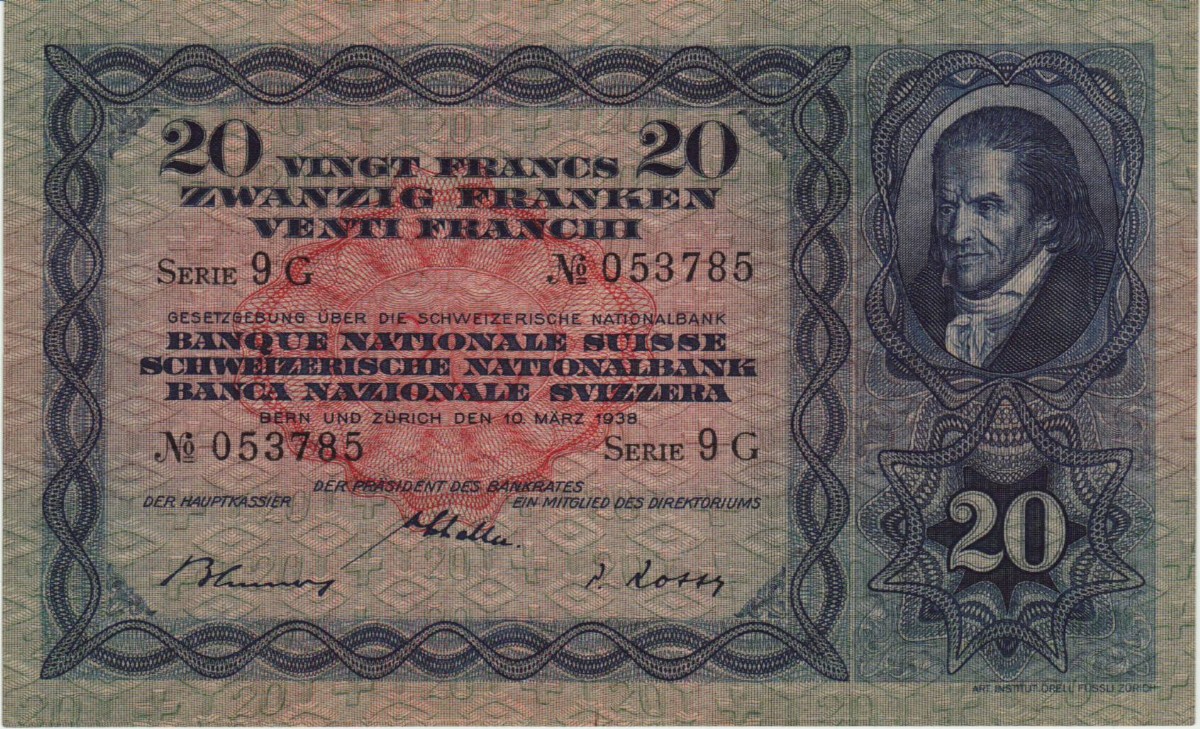 20 VINGT FRANCS 20
ZWANZIG FRANKEN
VENTI FRANCHI
SERIE 9 G № 053785
GESETZGEBUNG ÜBER DIE SCHWEIZERISCHE NATIONALBANK
BANQUE NATIONALE SUISSE
SCHWEIZERISCHE NATIONALBANK
BANCA NAZIONALE SVIZZERA
BERN UND ZÜRICH DEN 10. MÄRZ 1938
№ 053785 SERIE 9 G
DER PRÄSIDENT DES BANKRATES
DER HAUPTKASSIER EIN MITGLIED DES DIREKTORIUMS
P. Rossy
20
ART. INSTITUT ORELL FÜSSLI ZÜRICH